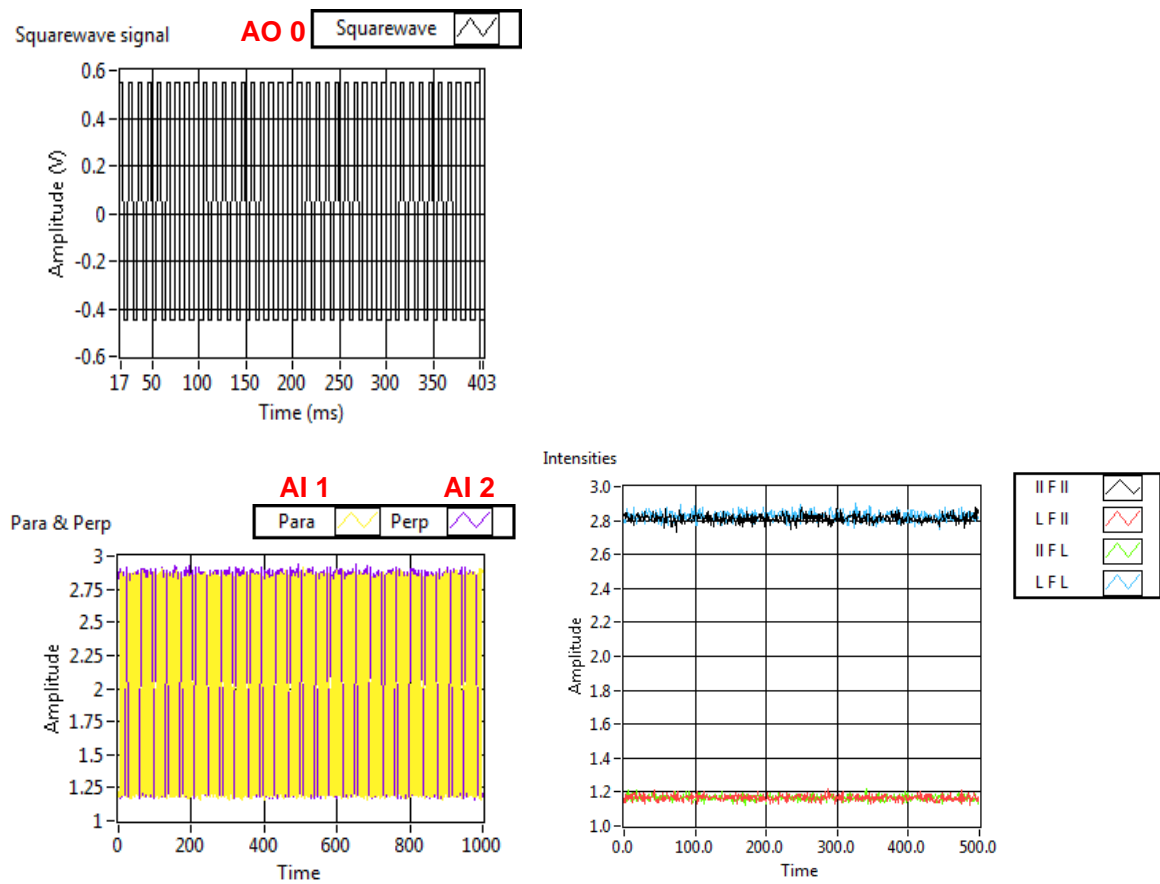 Squarewave signal
AO 0
Squarewave
0.6
0.4
0.2
0
-0.2
-0.4
-0.6
Amplitude (V)
17 50 100 150 200 250 300 350 403
Time (ms)
AI 1
AI 2
Para & Perp
Para
Perp
3
2.75
2.5
2.25
2
1.75
1.5
1.25
1
Amplitude
0 200 400 600 800 1000
Time
Intensities
3.0
2.8
2.6
2.4
2.2
2.0
1.8
1.6
1.4
1.2
1.0
Amplitude
0.0 100.0 200.0 300.0 400.0 500.0
Time
II F II
L F II
II F L
L F L